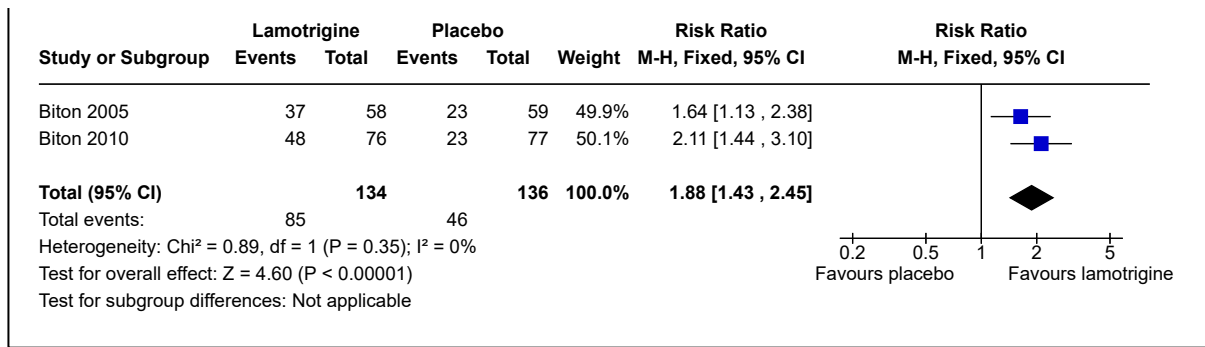 Lamotrigine Placebo Risk Ratio Risk Ratio
Study or Subgroup Events Total Events Total Weight M-H, Fixed, 95% CI M-H, Fixed, 95% CI
Biton 2005 37 58 23 59 49.9% 1.64 [1.13 , 2.38]
Biton 2010 48 76 23 77 50.1% 2.11 [1.44 , 3.10]
Total (95% CI) 134 136 100.0% 1.88 [1.43 , 2.45]
Total events: 85 46
Heterogeneity: Chi² = 0.89, df = 1 (P = 0.35); I² = 0%
Test for overall effect: Z = 4.60 (P < 0.00001)
Test for subgroup differences: Not applicable
0.2 0.5 1 2 5
Favours placebo Favours lamotrigine